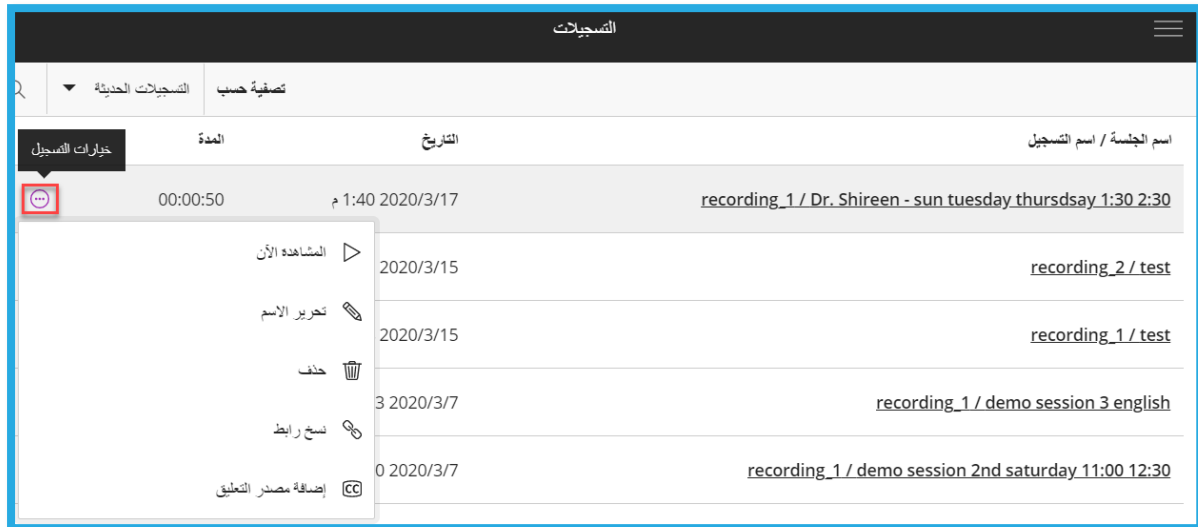 التسجيلات
تصفية حسب التسجيلات الحديثة
اسم الجلسة / اسم التسجيل التاريخ المدة
خيارات التسجيل
recording_1 / Dr. Shireen - sun tuesday thursdsay 1:30 2:30 2020/3/17 1:40 م 00:00:50
المشاهدة الآن
recording_2 / test 2020/3/15
تحرير الاسم
recording_1 / test 2020/3/15
حذف
recording_1 / demo session 3 english 2020/3/7 3
نسخ رابط
recording_1 / demo session 2nd saturday 11:00 12:30 2020/3/7 0
CC إضافة مصدر التعليق